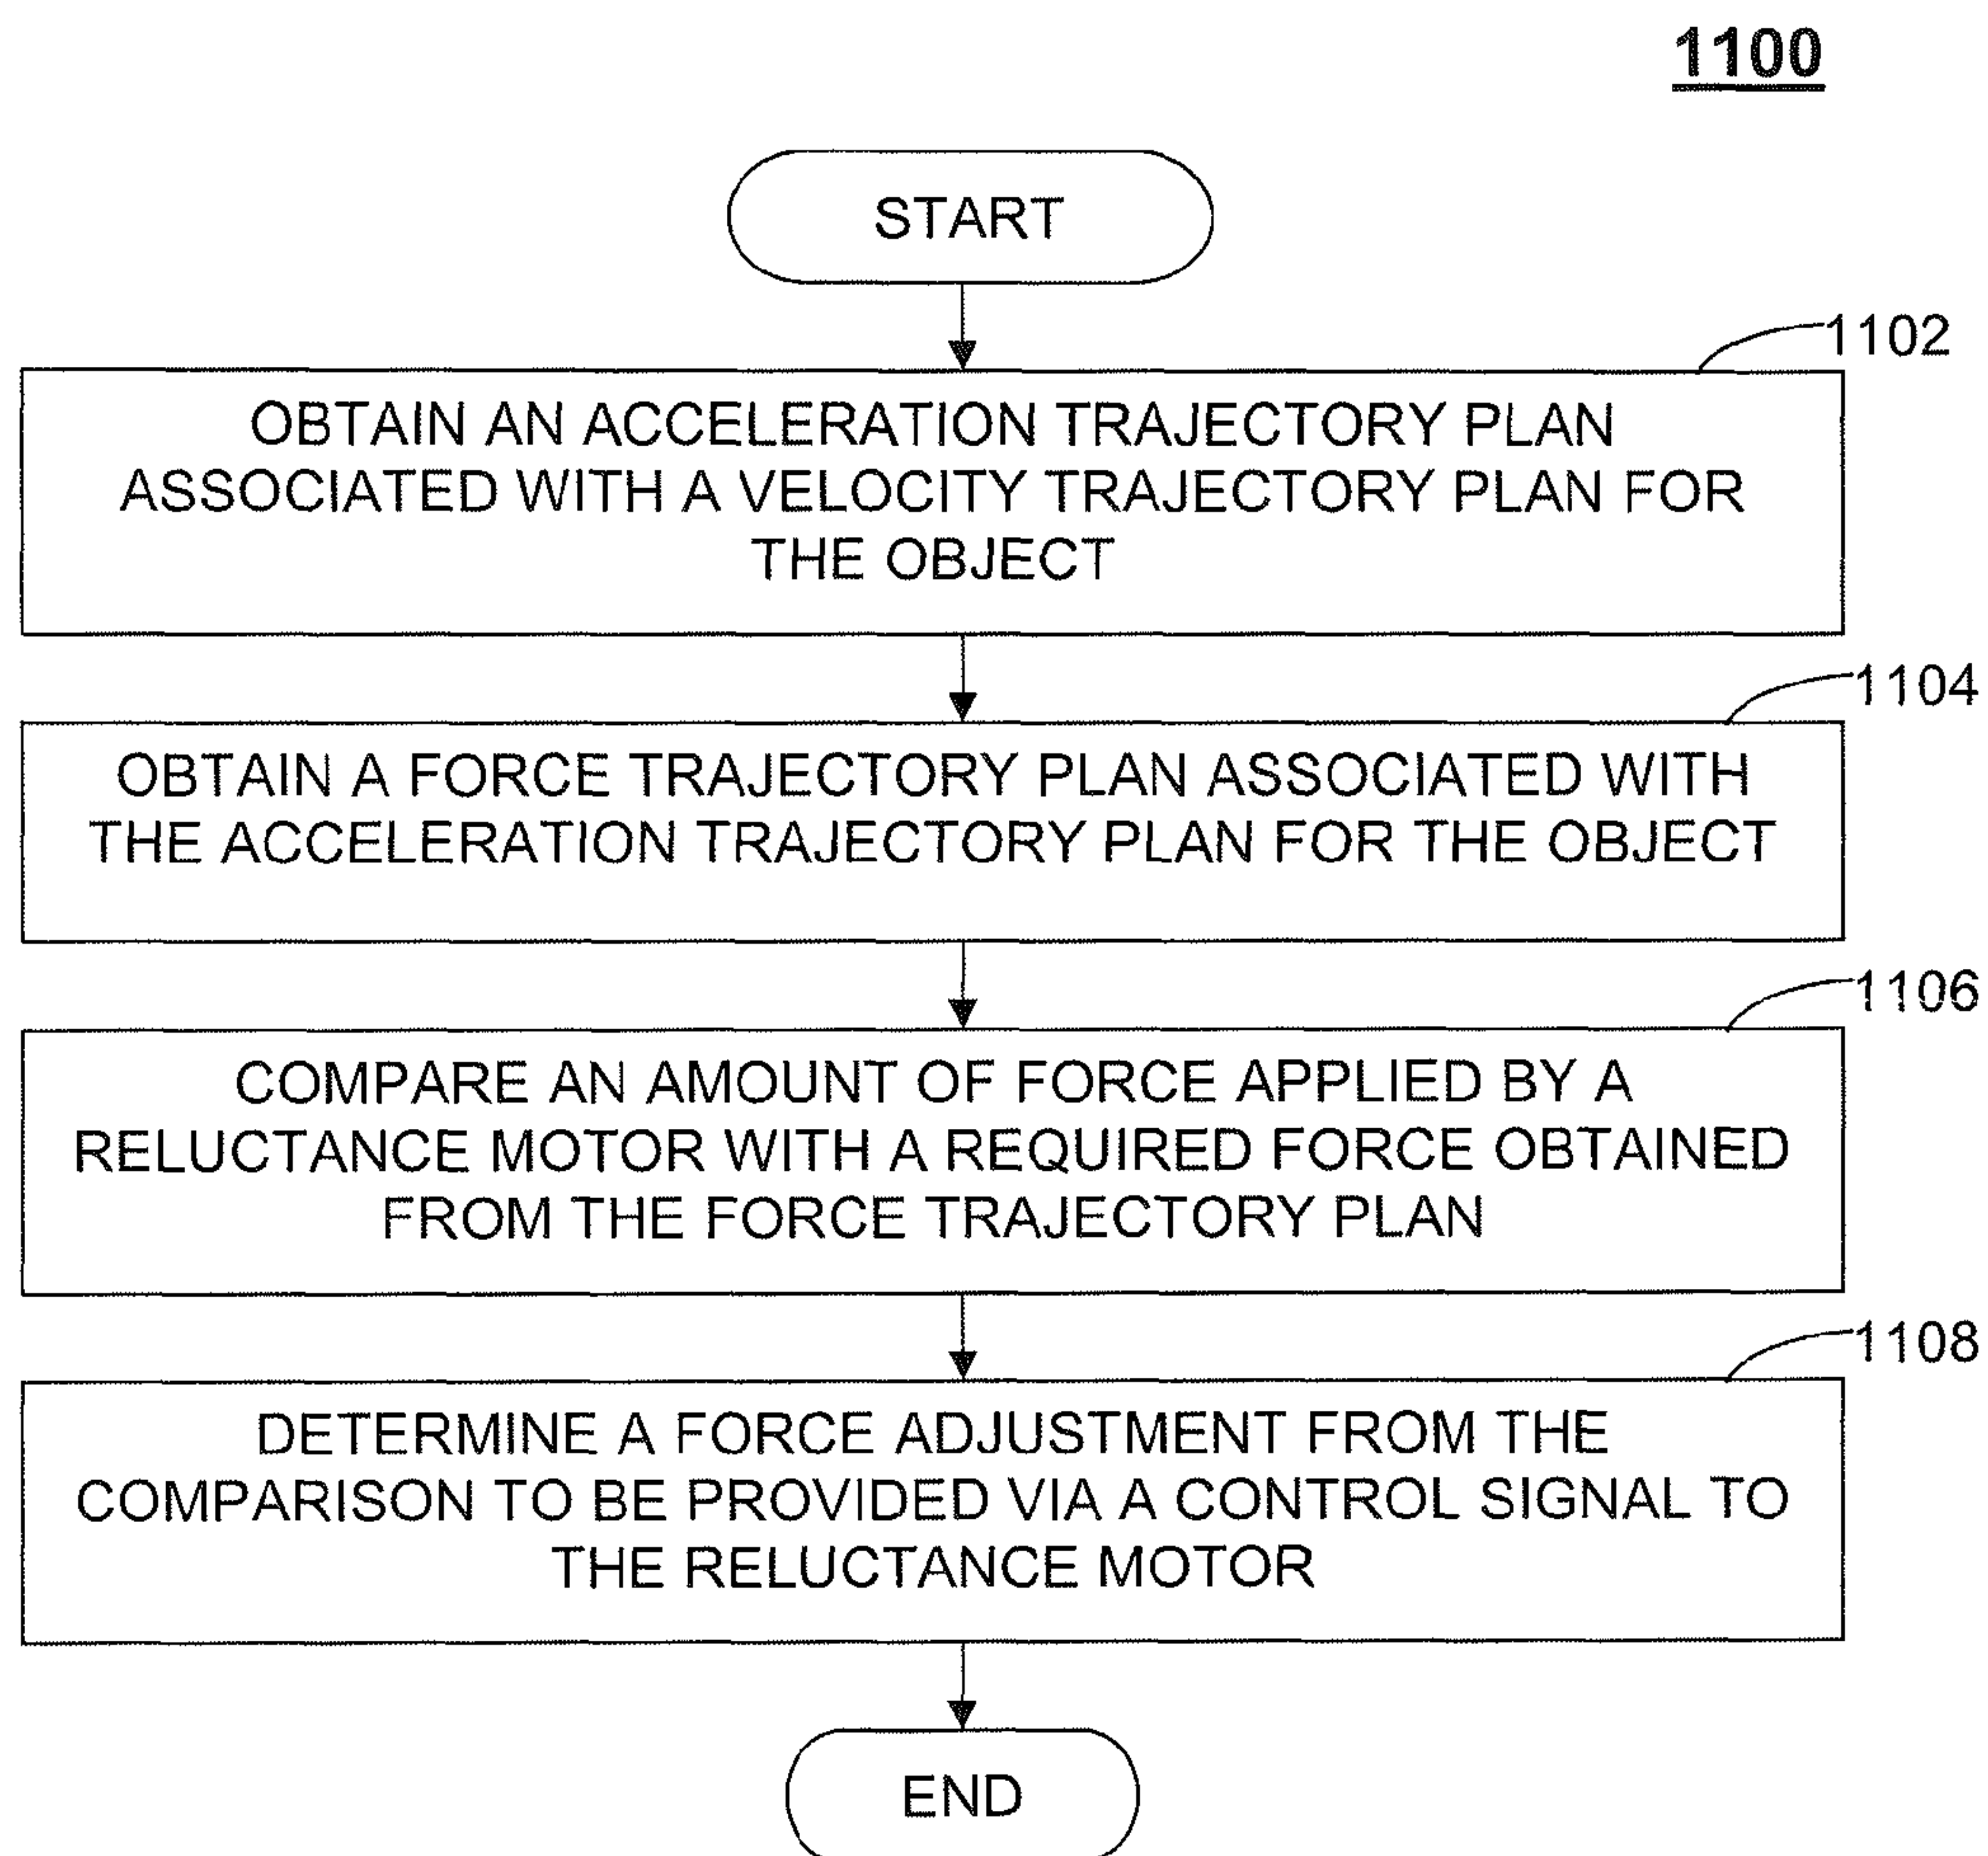 1100
START
1102
OBTAIN AN ACCELERATION TRAJECTORY PLAN
ASSOCIATED WITH A VELOCITY TRAJECTORY PLAN FOR
THE OBJECT
1104
OBTAIN A FORCE TRAJECTORY PLAN ASSOCIATED WITH
THE ACCELERATION TRAJECTORY PLAN FOR THE OBJECT
1106
COMPARE AN AMOUNT OF FORCE APPLIED BY A
RELUCTANCE MOTOR WITH A REQUIRED FORCE OBTAINED
FROM THE FORCE TRAJECTORY PLAN
1108
DETERMINE A FORCE ADJUSTMENT FROM THE
COMPARISON TO BE PROVIDED VIA A CONTROL SIGNAL TO
THE RELUCTANCE MOTOR
END